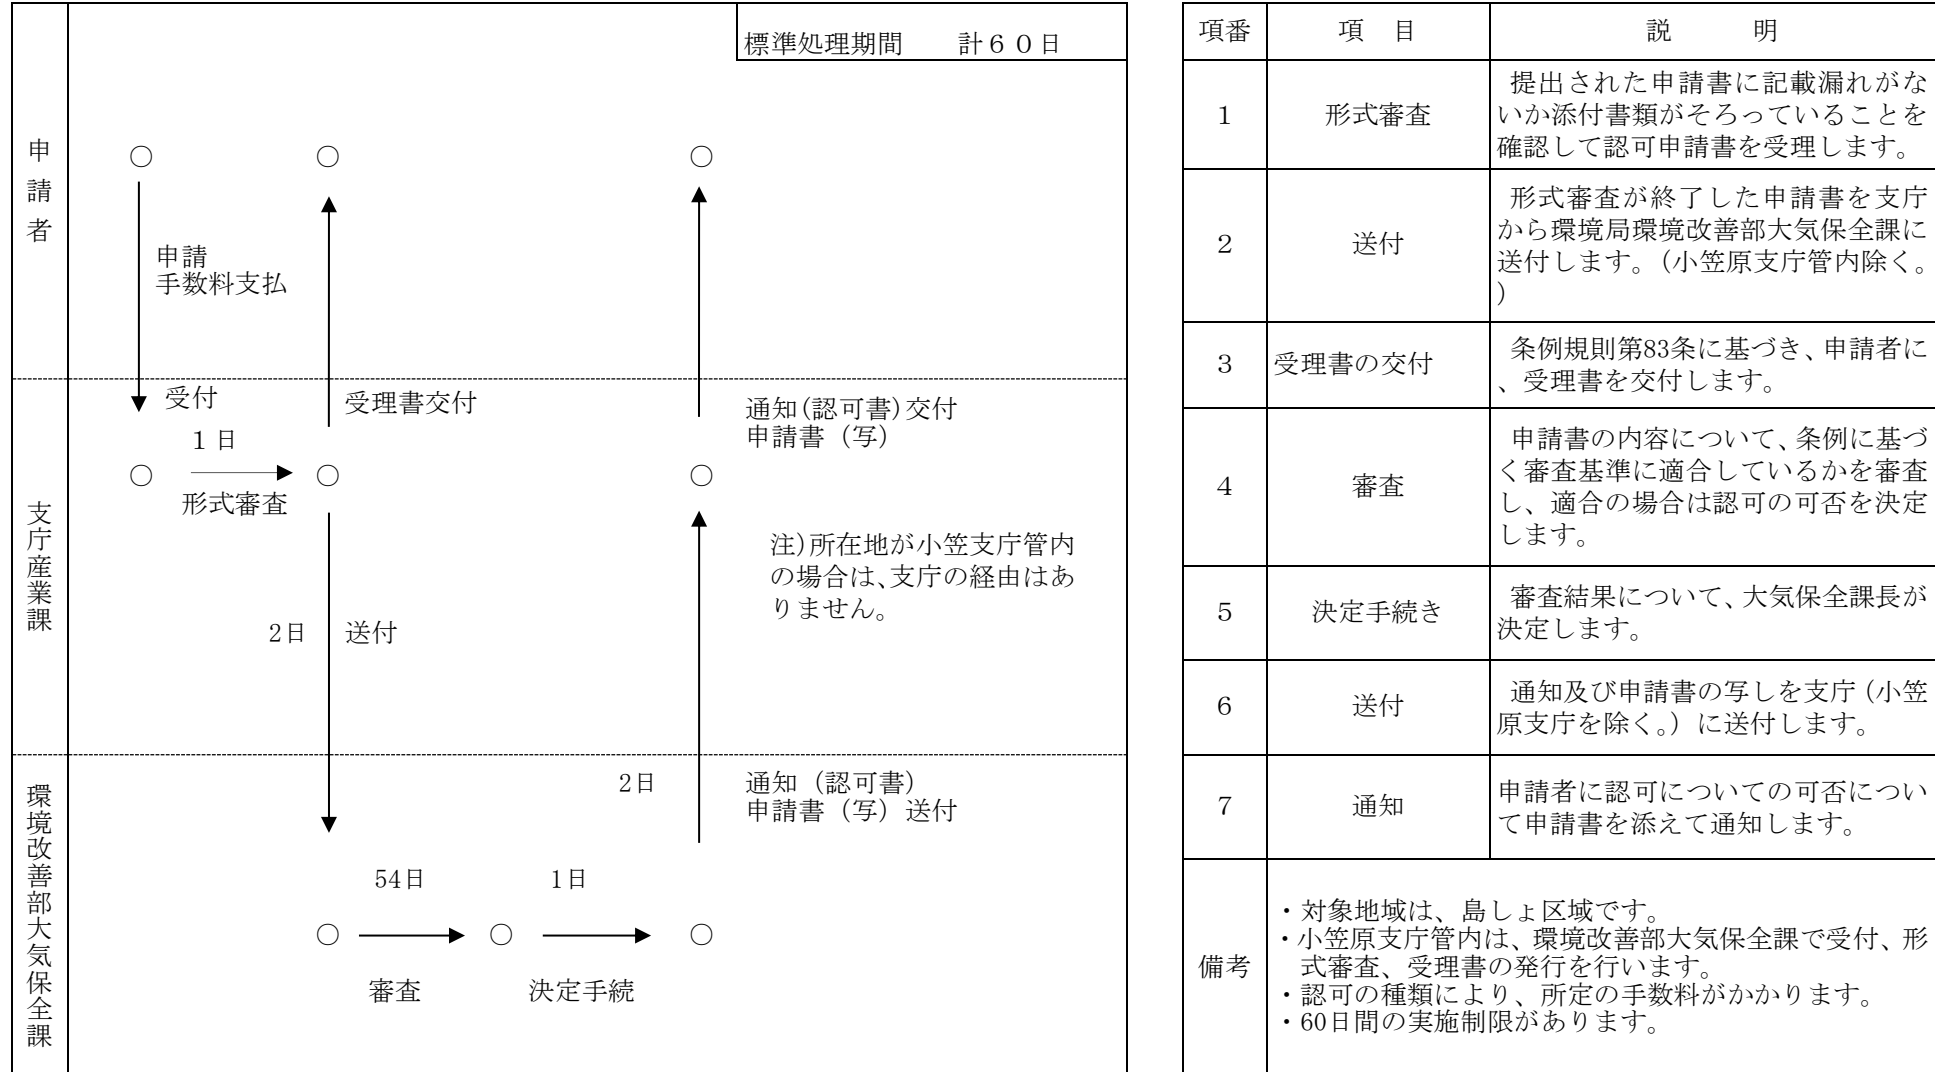 標準処理期間　　計６０日
申請者
○
○
○
申請
手数料支払
受付
受理書交付
通知(認可書)交付
申請書（写）
１日
○
○
○
形式審査
支庁産業課
注)所在地が小笠支庁管内
の場合は、支庁の経由はあ
りません。
2日
送付
2日
通知（認可書）
申請書（写）送付
環境改善部大気保全課
54日
1日
○
○
○
審査
決定手続
項番　項　目　説　　　明
1　形式審査
提出された申請書に記載漏れがな
いか添付書類がそろっていることを
確認して認可申請書を受理します。
2　送付
形式審査が終了した申請書を支庁
から環境局環境改善部大気保全課に
送付します。（小笠原支庁管内除く。
）
3　受理書の交付
条例規則第83条に基づき、申請者に
、受理書を交付します。
4　審査
申請書の内容について、条例に基づ
く審査基準に適合しているかを審査
し、適合の場合は認可の可否を決定
します。
5　決定手続き
審査結果について、大気保全課長が
決定します。
6　送付
通知及び申請書の写しを支庁（小笠
原支庁を除く。）に送付します。
7　通知
申請者に認可についての可否につい
て申請書を添えて通知します。
備考
・対象地域は、島しょ区域です。
・小笠原支庁管内は、環境改善部大気保全課で受付、形
式審査、受理書の発行を行います。
・認可の種類により、所定の手数料がかかります。
・60日間の実施制限があります。